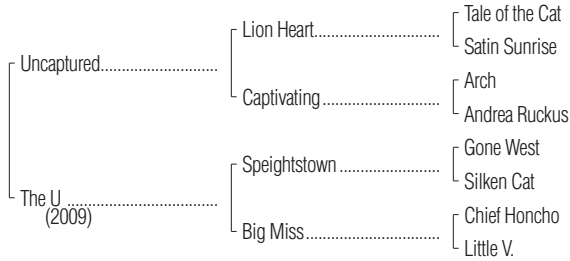 Tale of the Cat
Lion Heart
Satin Sunrise
Uncaptured
Arch
Captivating
Andrea Ruckus
Gone West
Speightstown
Silken Cat
The U
(2009)
Chief Honcho
Big Miss
Little V.